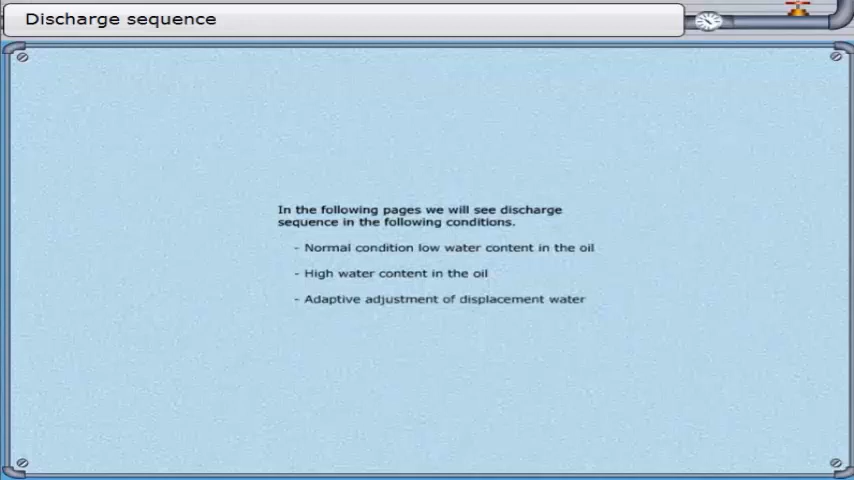 Discharge sequence
In the following pages we will see discharge
sequence in the following conditions.
- Normal condition low water content in the oil
- High water content in the oil
- Adaptive adjustment of displacement water